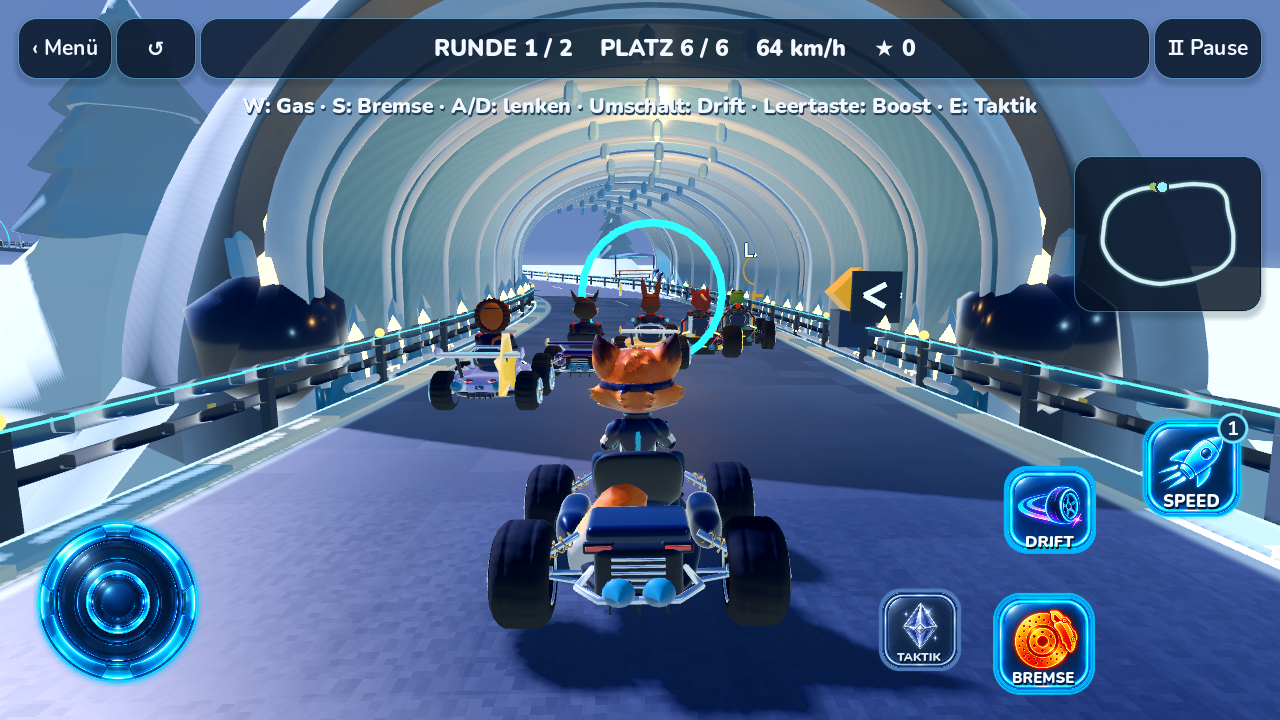 ‹ Menü
↺
RUNDE 1 / 2 PLATZ 6 / 6 64 km/h ★ 0
Pause
W: Gas · S: Bremse · A/D: lenken · Umschalt: Drift · Leertaste: Boost · E: Taktik
L
<
1
SPEED
DRIFT
TAKTIK
BREMSE